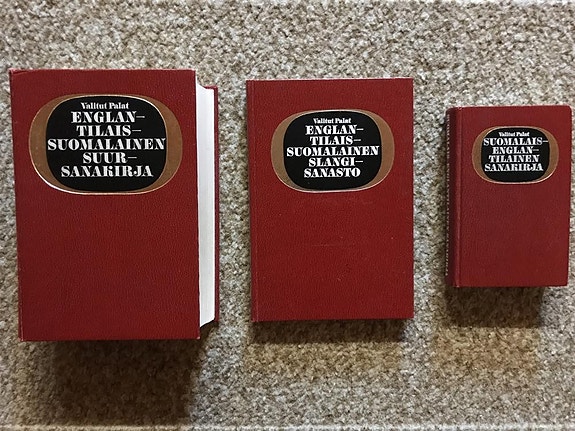 Valitut Palat
ENGLAN–
TILAIS–
SUOMALAINEN
SUUR–
SANAKIRJA
Valitut Palat
ENGLAN–
TILAIS–
SUOMALAINEN
SLANGI–
SANASTO
Valitut Palat
SUOMALAIS–
ENGLAN–
TILAINEN
SANAKIRJA